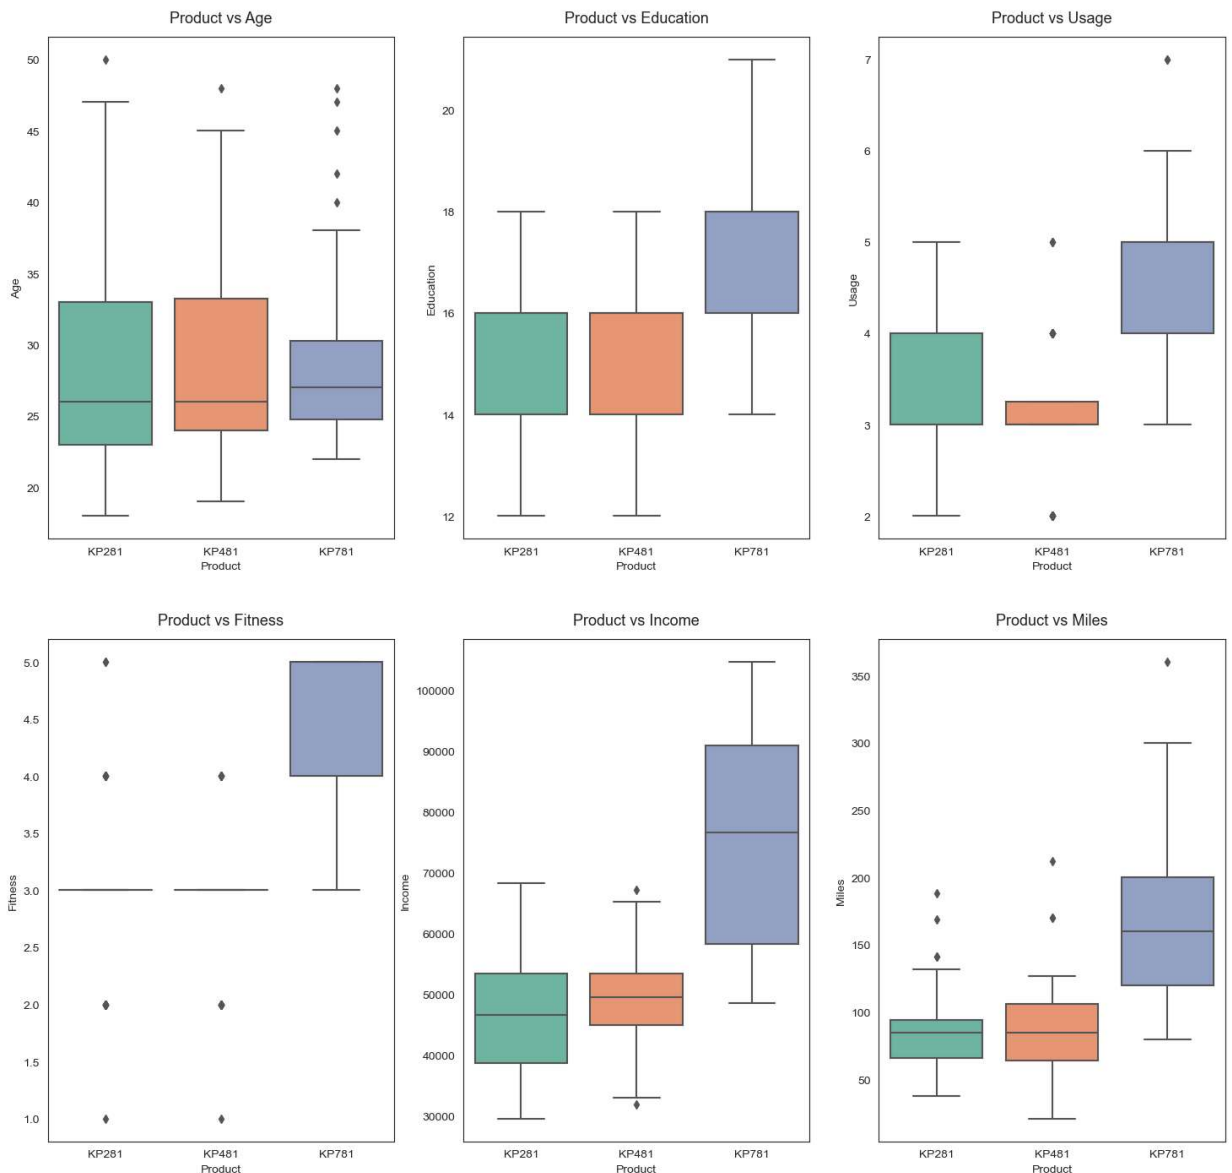 Product vs Age
50
45
40
35
30
25
20
Age
KP281 KP481 KP781
Product
Product vs Education
20
18
16
14
12
Education
KP281 KP481 KP781
Product
Product vs Usage
7
6
5
4
3
2
Usage
KP281 KP481 KP781
Product
Product vs Fitness
5.0
4.5
4.0
3.5
3.0
2.5
2.0
1.5
1.0
Fitness
KP281 KP481 KP781
Product
Product vs Income
100000
90000
80000
70000
60000
50000
40000
30000
Income
KP281 KP481 KP781
Product
Product vs Miles
350
300
250
200
150
100
50
Miles
KP281 KP481 KP781
Product